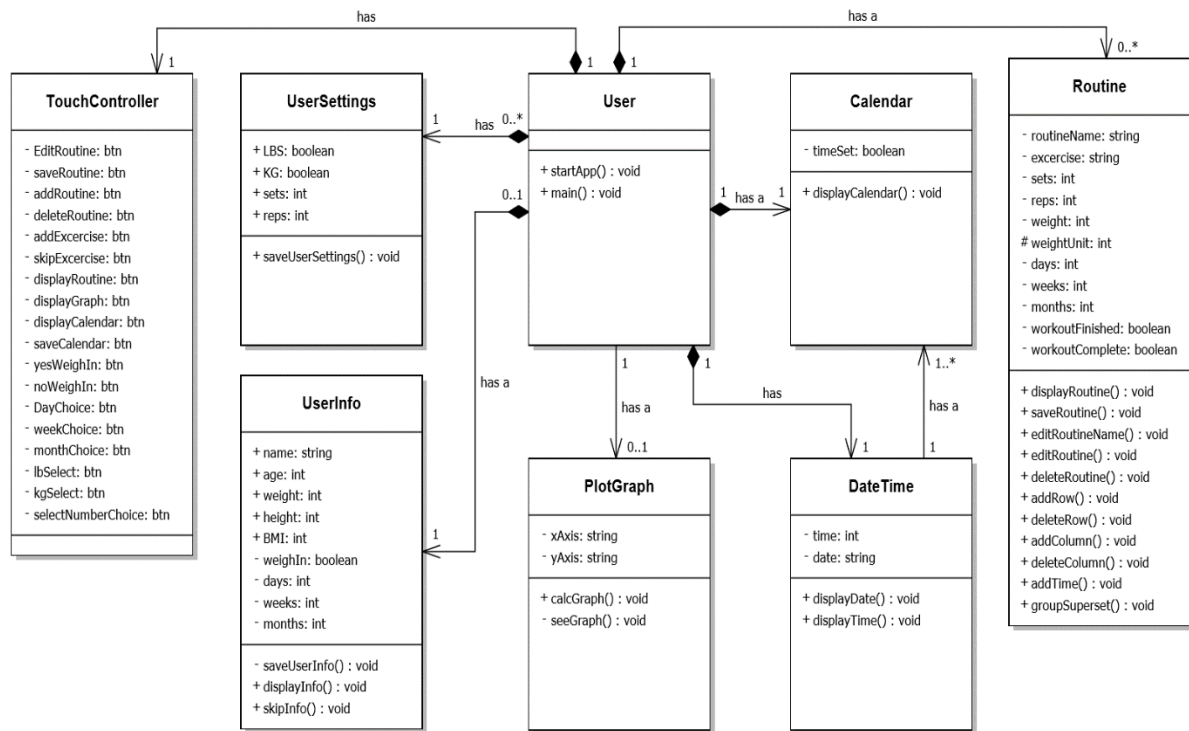 has
1
1
TouchController
- EditRoutine: btn
- saveRoutine: btn
- addRoutine: btn
- deleteRoutine: btn
- addExcercise: btn
- skipExcercise: btn
- displayRoutine: btn
- displayGraph: btn
- displayCalendar: btn
- saveCalendar: btn
- yesWeighIn: btn
- noWeighIn: btn
- DayChoice: btn
- weekChoice: btn
- monthChoice: btn
- lbSelect: btn
- kgSelect: btn
- selectNumberChoice: btn
UserSettings
+ LBS: boolean
+ KG: boolean
+ sets: int
+ reps: int
+ saveUserSettings() : void
1
has
0..*
User
+ startApp() : void
+ main() : void
has a
1
0..*
1
has a
1
Calendar
- timeSet: boolean
+ displayCalendar() : void
Routine
- routineName: string
- excercise: string
- sets: int
- reps: int
- weight: int
# weightUnit: int
- days: int
- weeks: int
- months: int
- workoutFinished: boolean
- workoutComplete: boolean
+ displayRoutine() : void
+ saveRoutine() : void
+ editRoutineName() : void
+ editRoutine() : void
+ deleteRoutine() : void
+ addRow() : void
+ deleteRow() : void
+ addColumn() : void
+ deleteColumn() : void
+ addTime() : void
+ groupSuperset() : void
0..1
has a
1
UserInfo
+ name: string
+ age: int
+ weight: int
+ height: int
+ BMI: int
- weighIn: boolean
- days: int
- weeks: int
- months: int
- saveUserInfo() : void
+ displayInfo() : void
+ skipInfo() : void
1
has a
0..1
PlotGraph
- xAxis: string
- yAxis: string
+ calcGraph() : void
- seeGraph() : void
1
has
1
1..*
has a
1
DateTime
- time: int
- date: string
+ displayDate() : void
+ displayTime() : void